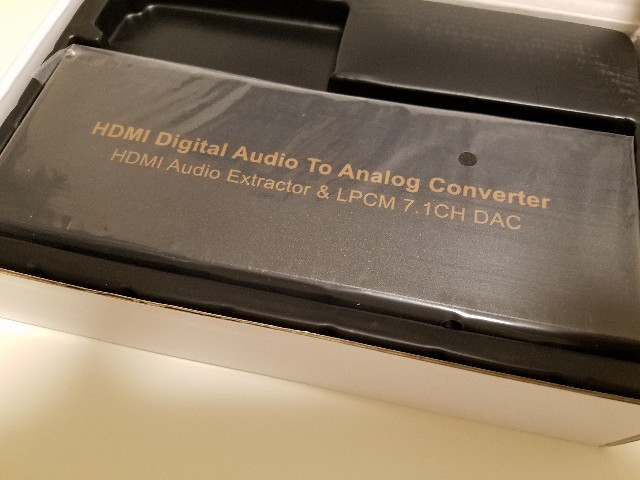 HDMI Digital Audio To Analog Converter
HDMI Audio Extractor & LPCM 7.1CH DAC